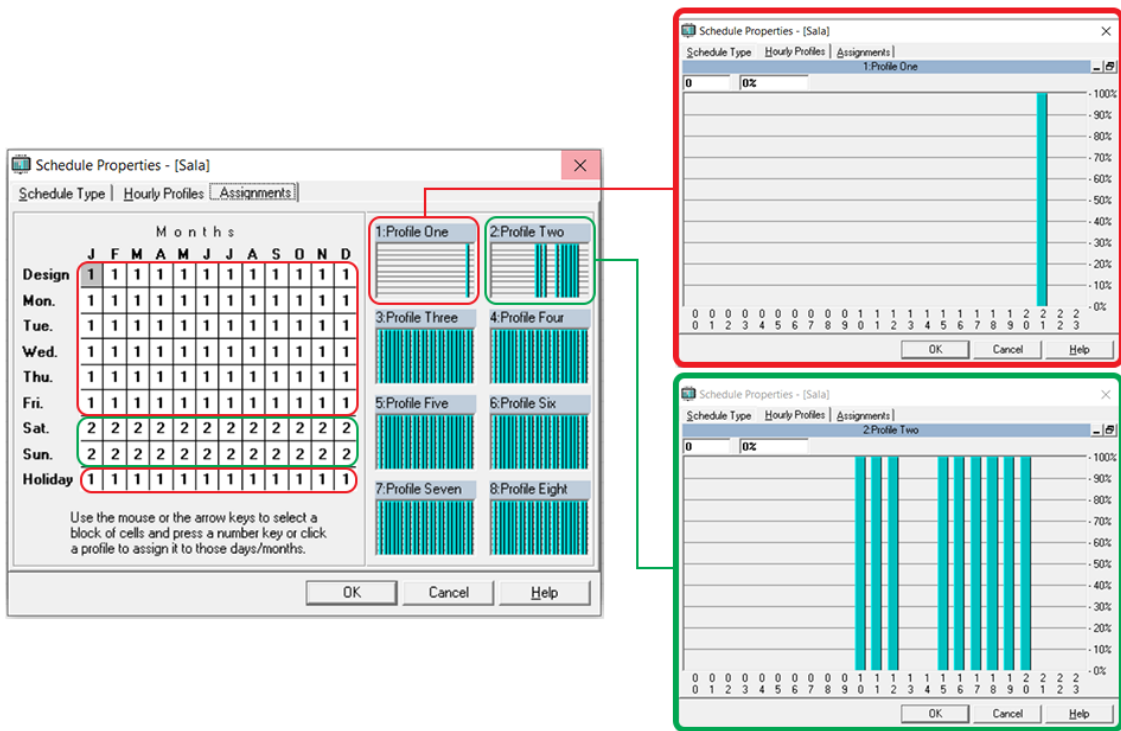 Schedule Properties - [Sala]
Schedule Type Hourly Profiles Assignments
Months
J F M A M J J A S O N D
Design 1 1 1 1 1 1 1 1 1 1 1 1
Mon. 1 1 1 1 1 1 1 1 1 1 1 1
Tue. 1 1 1 1 1 1 1 1 1 1 1 1
Wed. 1 1 1 1 1 1 1 1 1 1 1 1
Thu. 1 1 1 1 1 1 1 1 1 1 1 1
Fri. 1 1 1 1 1 1 1 1 1 1 1 1
Sat. 2 2 2 2 2 2 2 2 2 2 2 2
Sun. 2 2 2 2 2 2 2 2 2 2 2 2
Holiday 1 1 1 1 1 1 1 1 1 1 1 1
Use the mouse or the arrow keys to select a
block of cells and press a number key or click
a profile to assign it to those days/months.
1:Profile One 2:Profile Two
3:Profile Three 4:Profile Four
5:Profile Five 6:Profile Six
7:Profile Seven 8:Profile Eight
OK Cancel Help
Schedule Properties - [Sala]
Schedule Type Hourly Profiles Assignments
1:Profile One
0 0%
100%
90%
80%
70%
60%
50%
40%
30%
20%
10%
0%
0 0 0 0 0 0 0 0 0 0 1 1 1 1 1 1 1 1 1 1 2 2 2 2
0 1 2 3 4 5 6 7 8 9 0 1 2 3 4 5 6 7 8 9 0 1 2 3
OK Cancel Help
Schedule Properties - [Sala]
Schedule Type Hourly Profiles Assignments
2:Profile Two
0 0%
100%
90%
80%
70%
60%
50%
40%
30%
20%
10%
0%
0 0 0 0 0 0 0 0 0 0 1 1 1 1 1 1 1 1 1 1 2 2 2 2
0 1 2 3 4 5 6 7 8 9 0 1 2 3 4 5 6 7 8 9 0 1 2 3
OK Cancel Help